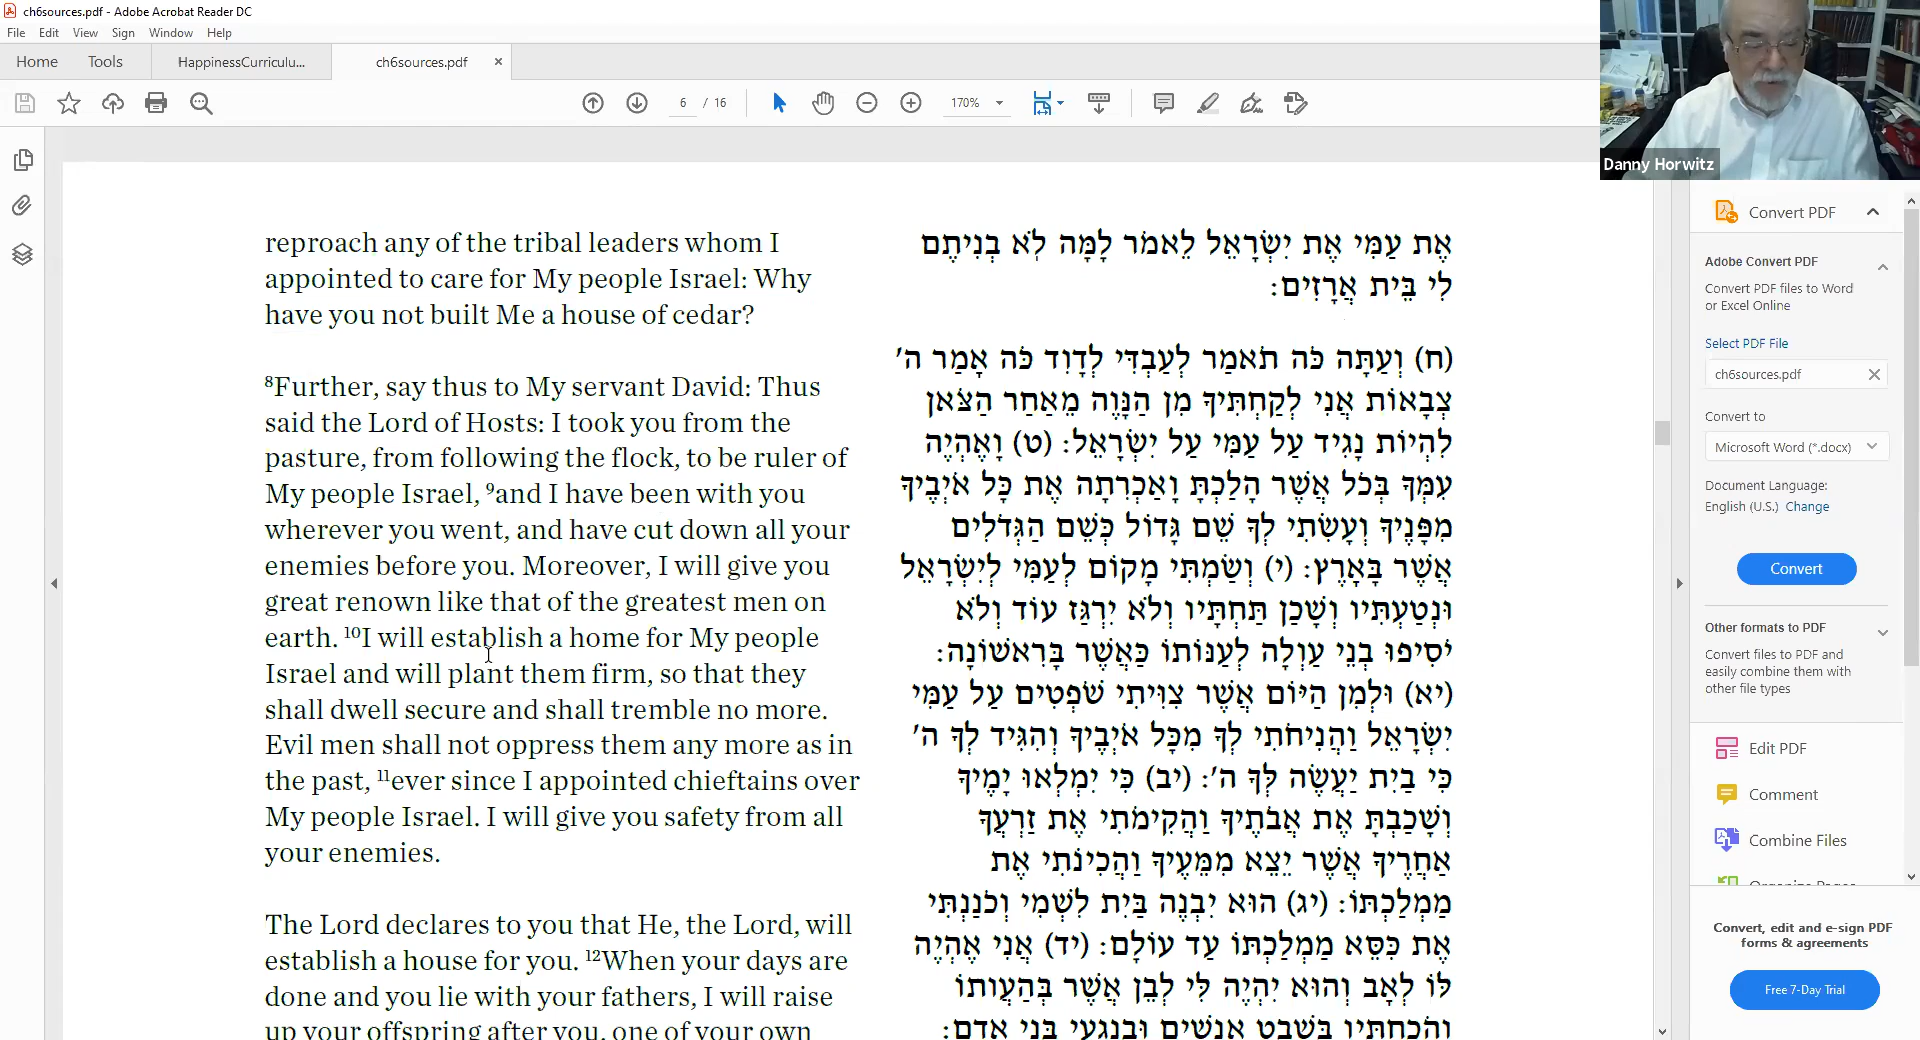 ch6sources.pdf - Adobe Acrobat Reader DC
File Edit View Sign Window Help
Home Tools HappinessCurriculu... ch6sources.pdf ×
6 / 16 170%
Danny Horwitz
reproach any of the tribal leaders whom I
appointed to care for My people Israel: Why
have you not built Me a house of cedar?
⁸Further, say thus to My servant David: Thus
said the Lord of Hosts: I took you from the
pasture, from following the flock, to be ruler of
My people Israel, ⁹and I have been with you
wherever you went, and have cut down all your
enemies before you. Moreover, I will give you
great renown like that of the greatest men on
earth. ¹⁰I will establish a home for My people
Israel and will plant them firm, so that they
shall dwell secure and shall tremble no more.
Evil men shall not oppress them any more as in
the past, ¹¹ever since I appointed chieftains over
My people Israel. I will give you safety from all
your enemies.
The Lord declares to you that He, the Lord, will
establish a house for you. ¹²When your days are
done and you lie with your fathers, I will raise
up your offspring after you, one of your own
אֶת עַמִּי אֶת יִשְׂרָאֵל לֵאמֹר לָמָּה לֹא בְנִיתֶם
לִי בֵּית אֲרָזִים:
(ח) וְעַתָּה כֹּה תֹאמַר לְעַבְדִּי לְדָוִד כֹּה אָמַר ה'
צְבָאוֹת אֲנִי לְקַחְתִּיךָ מִן הַנָּוֶה מֵאַחַר הַצֹּאן
לִהְיוֹת נָגִיד עַל עַמִּי עַל יִשְׂרָאֵל: (ט) וָאֶהְיֶה
עִמְּךָ בְּכֹל אֲשֶׁר הָלַכְתָּ וָאַכְרִתָה אֶת כָּל אֹיְבֶיךָ
מִפָּנֶיךָ וְעָשִׂתִי לְךָ שֵׁם גָּדוֹל כְּשֵׁם הַגְּדֹלִים
אֲשֶׁר בָּאָרֶץ: (י) וְשַׂמְתִּי מָקוֹם לְעַמִּי לְיִשְׂרָאֵל
וּנְטַעְתִּיו וְשָׁכַן תַּחְתָּיו וְלֹא יִרְגַּז עוֹד וְלֹא
יֹסִיפוּ בְנֵי עַוְלָה לְעַנּוֹתוֹ כַּאֲשֶׁר בָּרִאשׁוֹנָה:
(יא) וּלְמִן הַיּוֹם אֲשֶׁר צִוִּיתִי שֹׁפְטִים עַל עַמִּי
יִשְׂרָאֵל וַהֲנִיחֹתִי לְךָ מִכָּל אֹיְבֶיךָ וְהִגִּיד לְךָ ה'
כִּי בַיִת יַעֲשֶׂה לְּךָ ה': (יב) כִּי יִמְלְאוּ יָמֶיךָ
וְשָׁכַבְתָּ אֶת אֲבֹתֶיךָ וַהֲקִימֹתִי אֶת זַרְעֲךָ
אַחֲרֶיךָ אֲשֶׁר יֵצֵא מִמֵּעֶיךָ וַהֲכִינֹתִי אֶת
מַמְלַכְתּוֹ: (יג) הוּא יִבְנֶה בַּיִת לִשְׁמִי וְכֹנַנְתִּי
אֶת כִּסֵּא מַמְלַכְתּוֹ עַד עוֹלָם: (יד) אֲנִי אֶהְיֶה
לּוֹ לְאָב וְהוּא יִהְיֶה לִּי לְבֵן אֲשֶׁר בְּהַעֲוֺתוֹ
וְהֹכַחְתִּיו בְּשֵׁבֶט אֲנָשִׁים וּבְנִגְעֵי בְּנֵי אָדָם:
Convert PDF
Adobe Convert PDF
Convert PDF files to Word
or Excel Online
Select PDF File
ch6sources.pdf
Convert to
Microsoft Word (*.docx)
Document Language:
English (U.S.) Change
Convert
Other formats to PDF
Convert files to PDF and
easily combine them with
other file types
Edit PDF
Comment
Combine Files
Organize Pages
Convert, edit and e-sign PDF
forms & agreements
Free 7-Day Trial